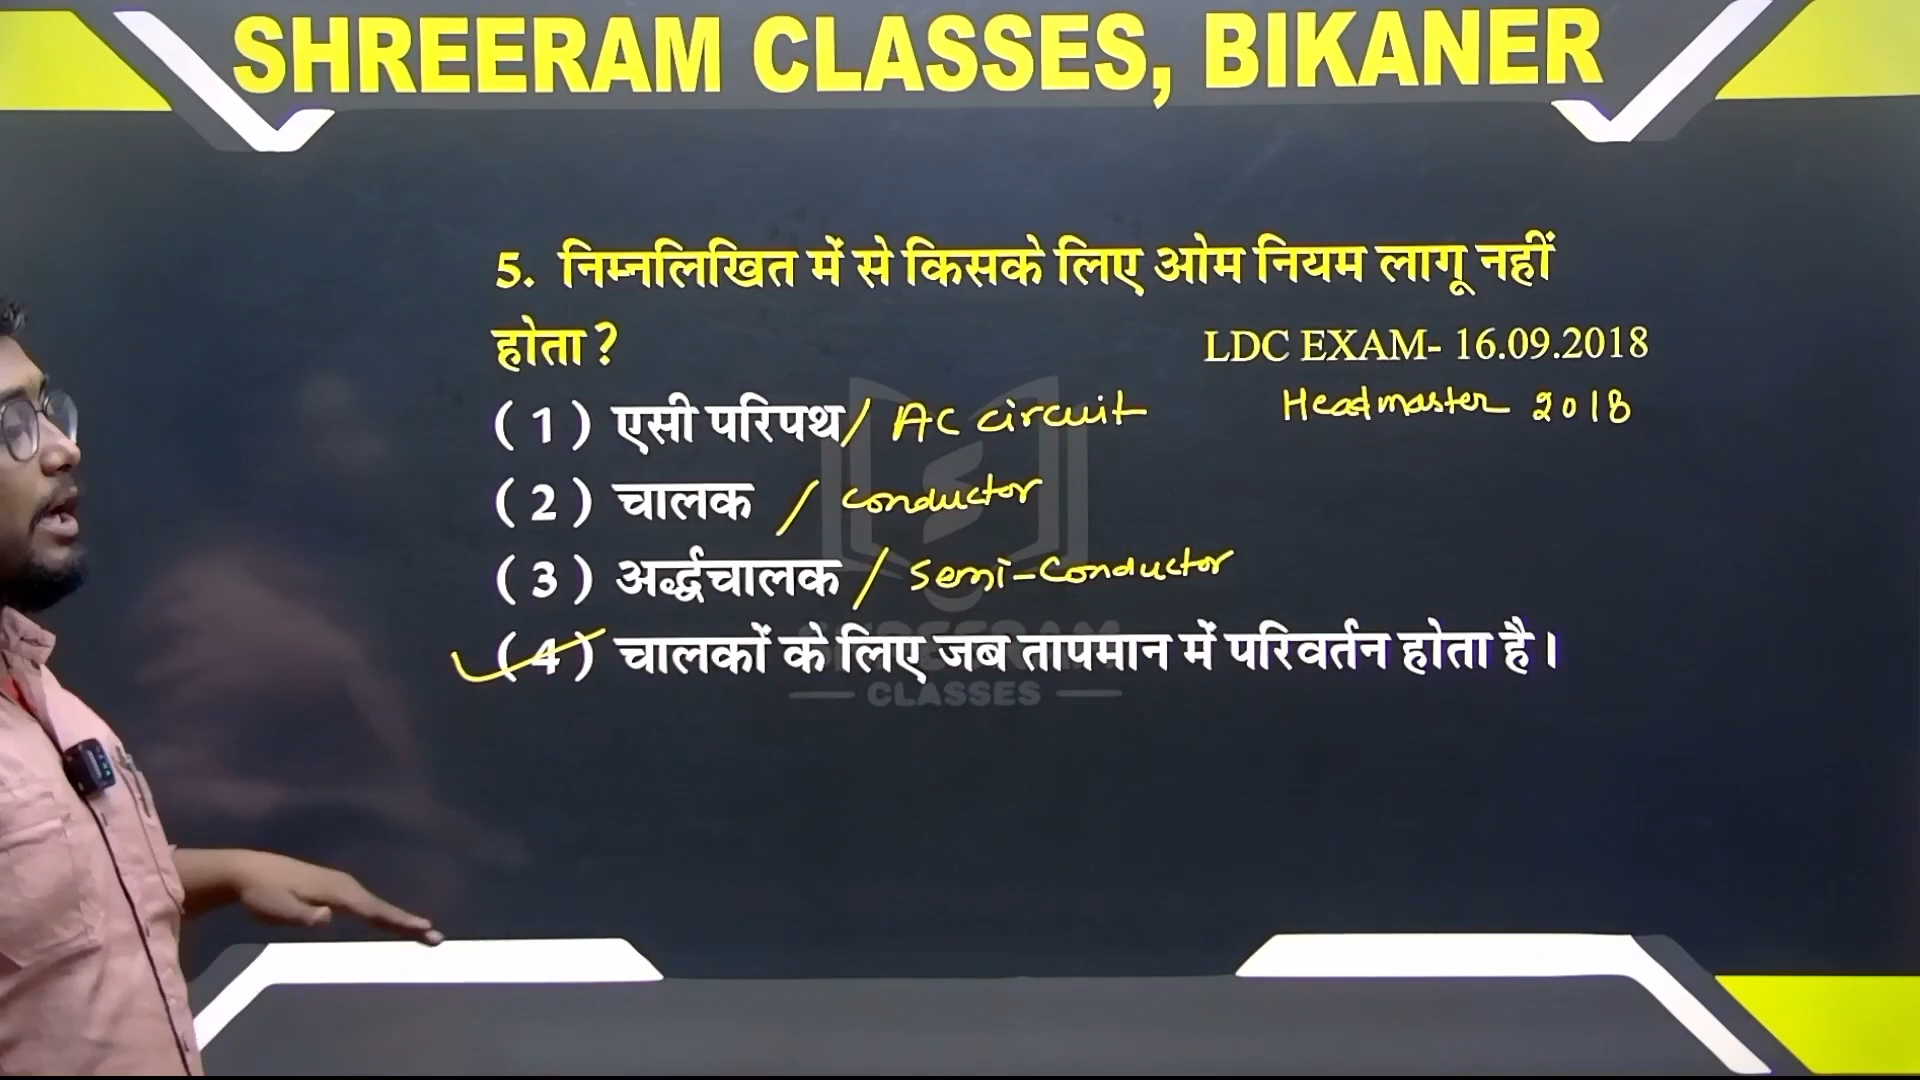 SHREERAM CLASSES, BIKANER
5. निम्नलिखित में से किसके लिए ओम नियम लागू नहीं
होता ?
LDC EXAM- 16.09.2018
Headmaster 2018
( 1 ) एसी परिपथ / AC circuit
( 2 ) चालक / conductor
( 3 ) अर्द्धचालक / Semi-Conductor
( 4 ) चालकों के लिए जब तापमान में परिवर्तन होता है।
SHREERAM
CLASSES